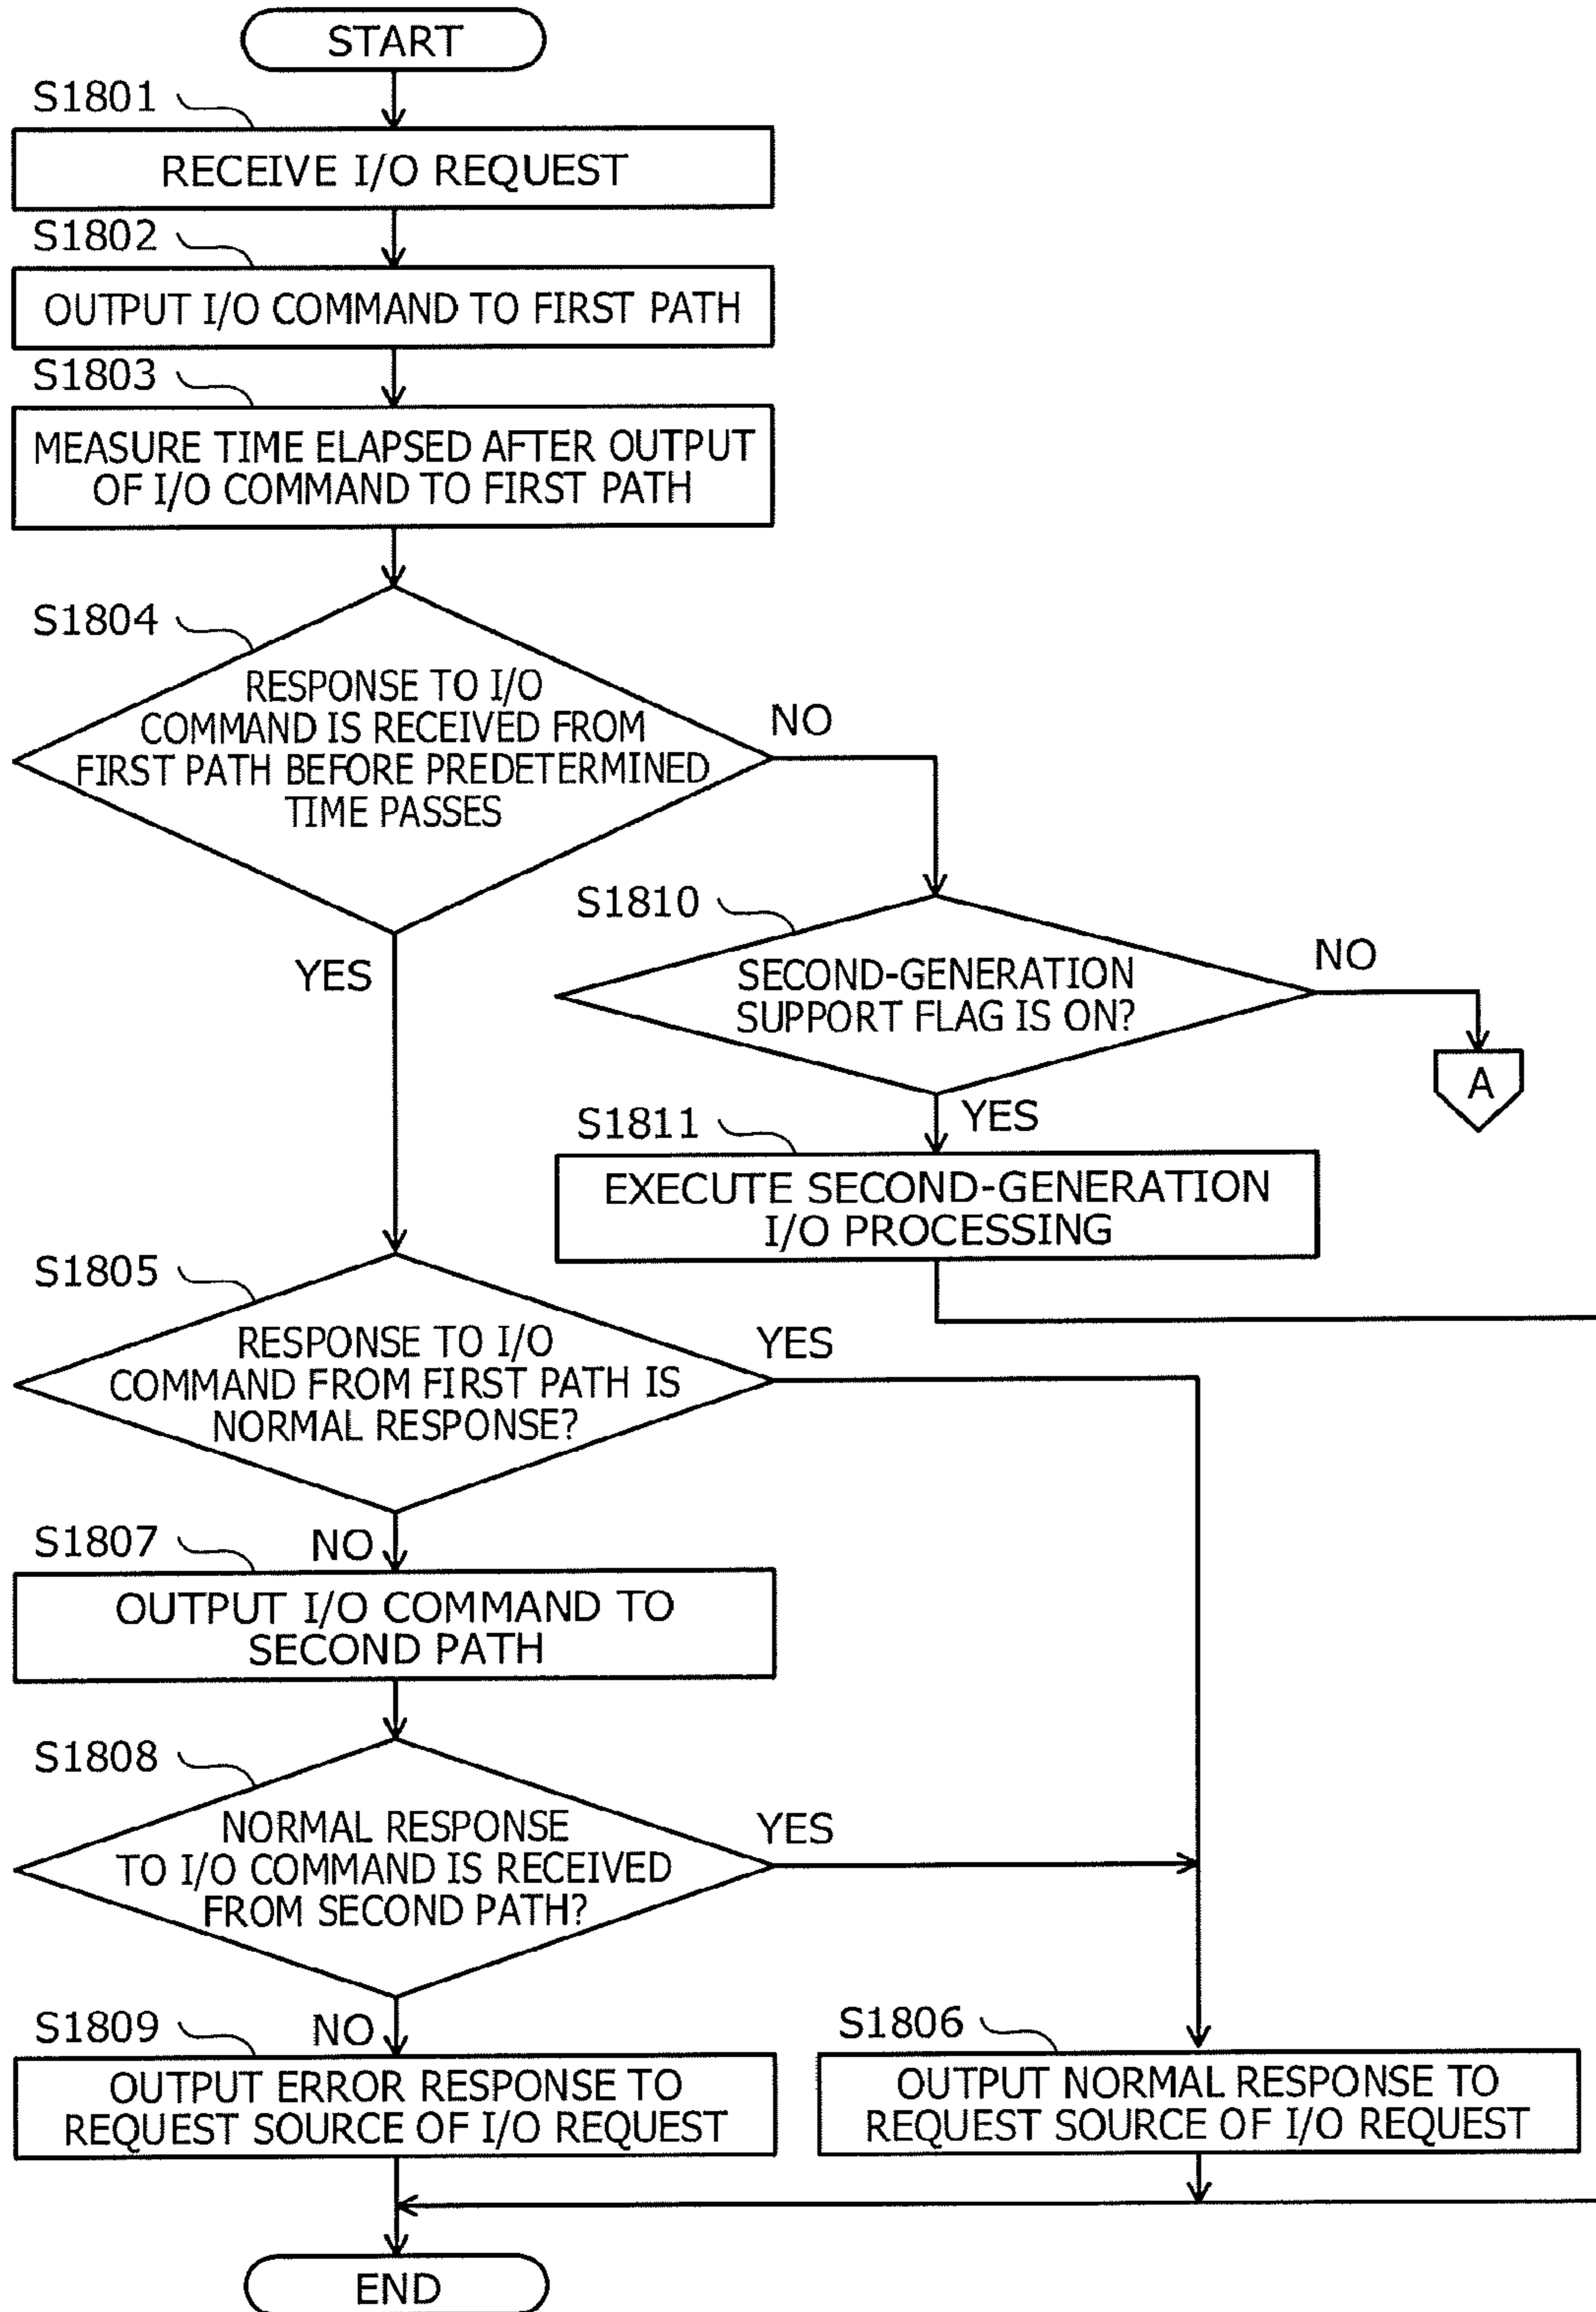 START
S1801
RECEIVE I/O REQUEST
S1802
OUTPUT I/O COMMAND TO FIRST PATH
S1803
MEASURE TIME ELAPSED AFTER OUTPUT
OF I/O COMMAND TO FIRST PATH
S1804
RESPONSE TO I/O
COMMAND IS RECEIVED FROM
FIRST PATH BEFORE PREDETERMINED
TIME PASSES
NO
YES
S1810
SECOND-GENERATION
SUPPORT FLAG IS ON?
NO
A
YES
S1811
EXECUTE SECOND-GENERATION
I/O PROCESSING
S1805
RESPONSE TO I/O
COMMAND FROM FIRST PATH IS
NORMAL RESPONSE?
YES
NO
S1807
OUTPUT I/O COMMAND TO
SECOND PATH
S1808
NORMAL RESPONSE
TO I/O COMMAND IS RECEIVED
FROM SECOND PATH?
YES
NO
S1809
OUTPUT ERROR RESPONSE TO
REQUEST SOURCE OF I/O REQUEST
S1806
OUTPUT NORMAL RESPONSE TO
REQUEST SOURCE OF I/O REQUEST
END